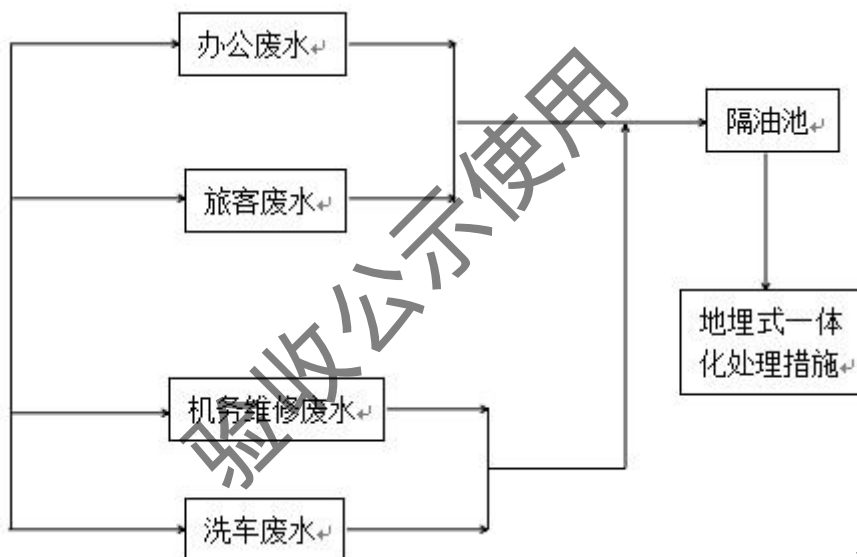 办公废水
旅客废水
隔油池
地埋式一体
化处理措施
机务维修废水
洗车废水
验收公示使用